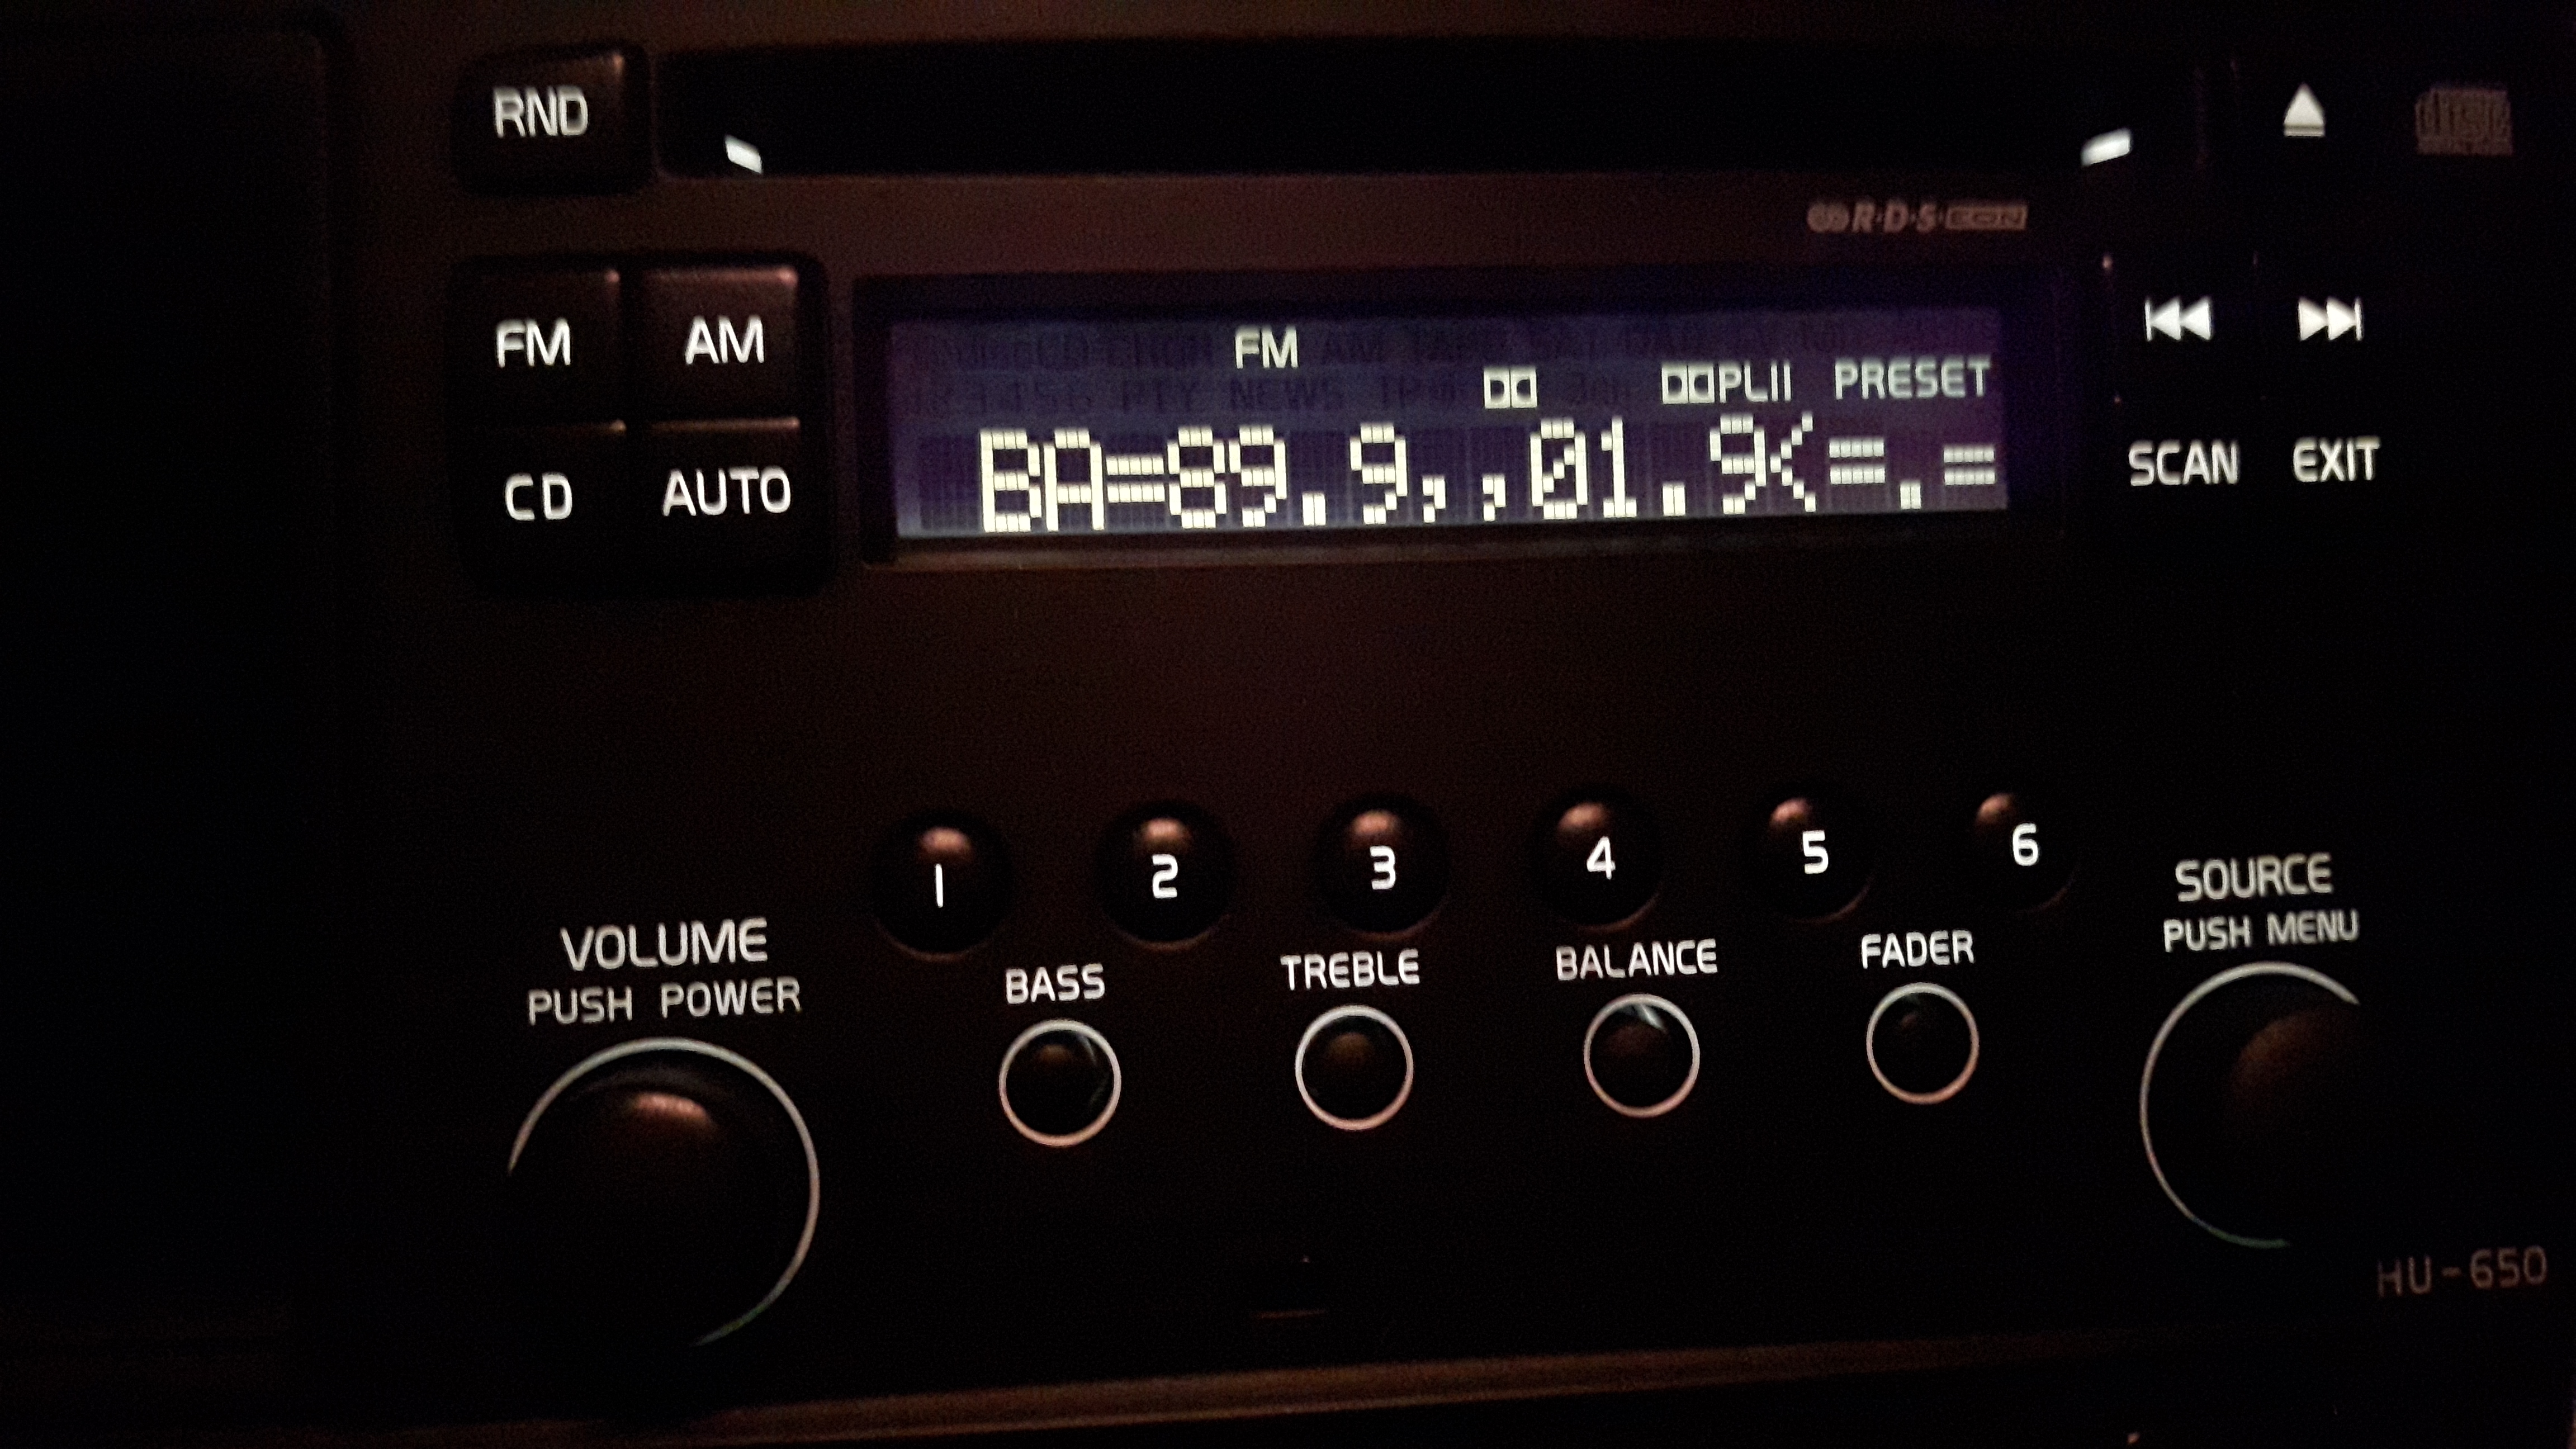 RND
R·D·S EON
FM AM
FM
PLII PRESET
CD AUTO
BA=89.9,,01.9<=.=
SCAN EXIT
1 2 3 4 5 6
VOLUME
PUSH POWER
BASS TREBLE BALANCE FADER
SOURCE
PUSH MENU
HU-650